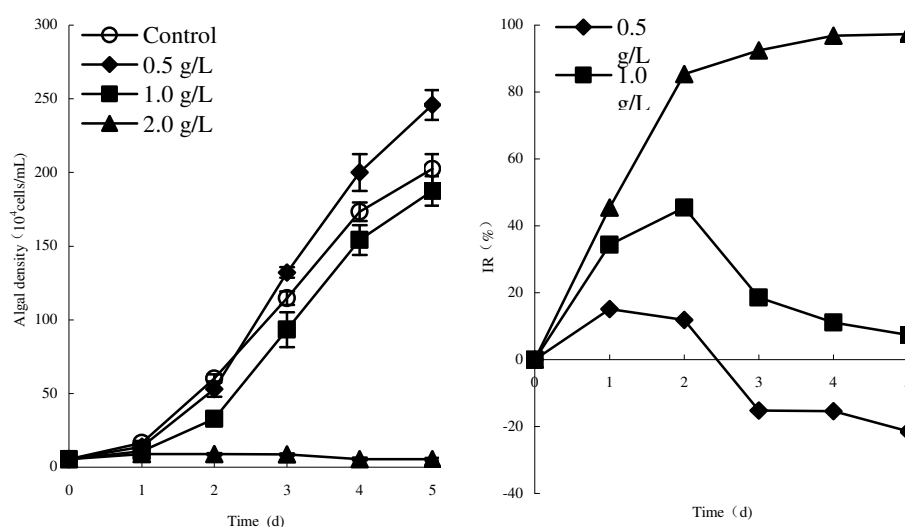 300
250
200
150
100
50
0
Algal density（10⁴cells/mL）
Control
0.5 g/L
1.0 g/L
2.0 g/L
0 1 2 3 4 5
Time (d)
100
80
60
40
20
0
-20
-40
IR（%）
0.5
g/L
1.0
g/L
0 1 2 3 4
Time（d）